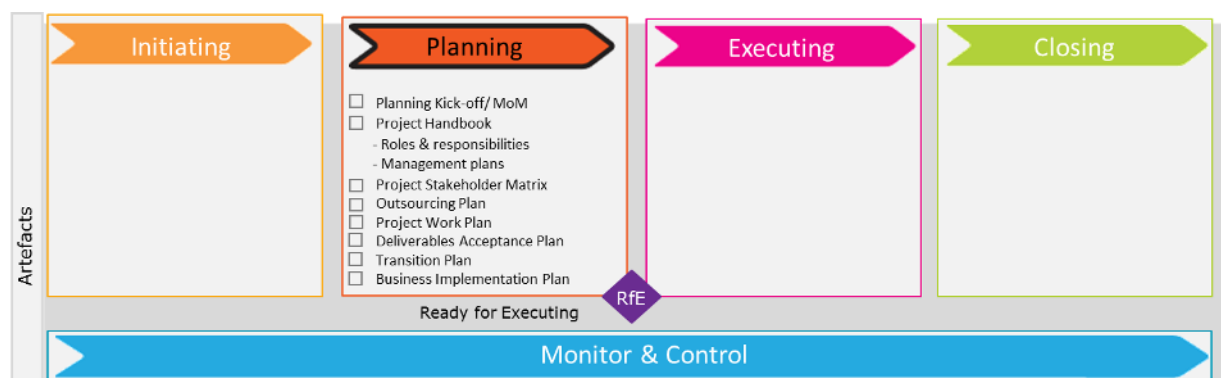 Artefacts
Initiating
Planning
Executing
Closing
Planning Kick-off/ MoM
Project Handbook
- Roles & responsibilities
- Management plans
Project Stakeholder Matrix
Outsourcing Plan
Project Work Plan
Deliverables Acceptance Plan
Transition Plan
Business Implementation Plan
RfE
Ready for Executing
Monitor & Control